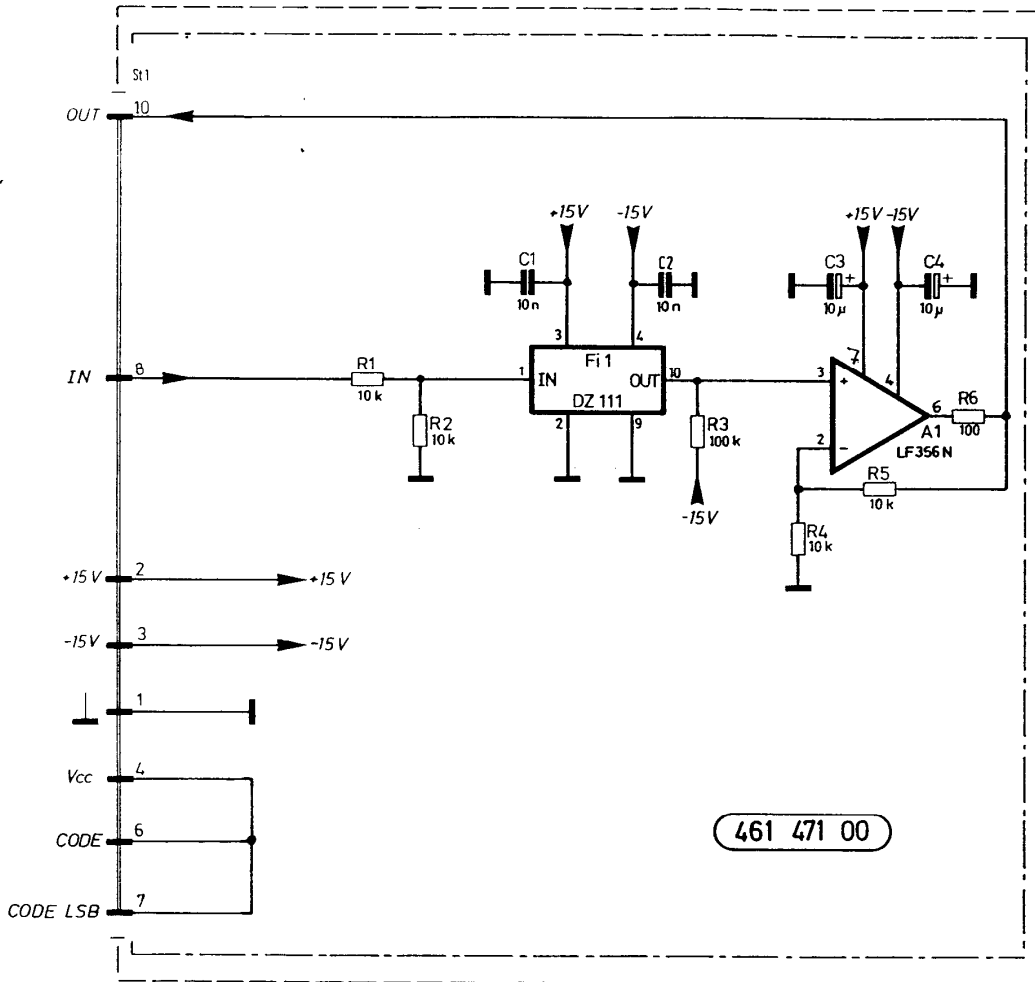 St1
OUT 10
+15V -15V +15V -15V
C1 C2 C3 + C4 +
10n 10n 10µ 10µ
3 4 7 4
IN 8 R1 1 Fi 1 10 3 +
10k IN OUT
DZ 111
R2 10k
2 9
R3 100k
-15V
6 R6
100
A1
LF356N
2 −
R5
10k
R4
10k
+15V 2 +15V
-15V 3 -15V
1
Vcc 4
CODE 6
461 471 00
CODE LSB 7